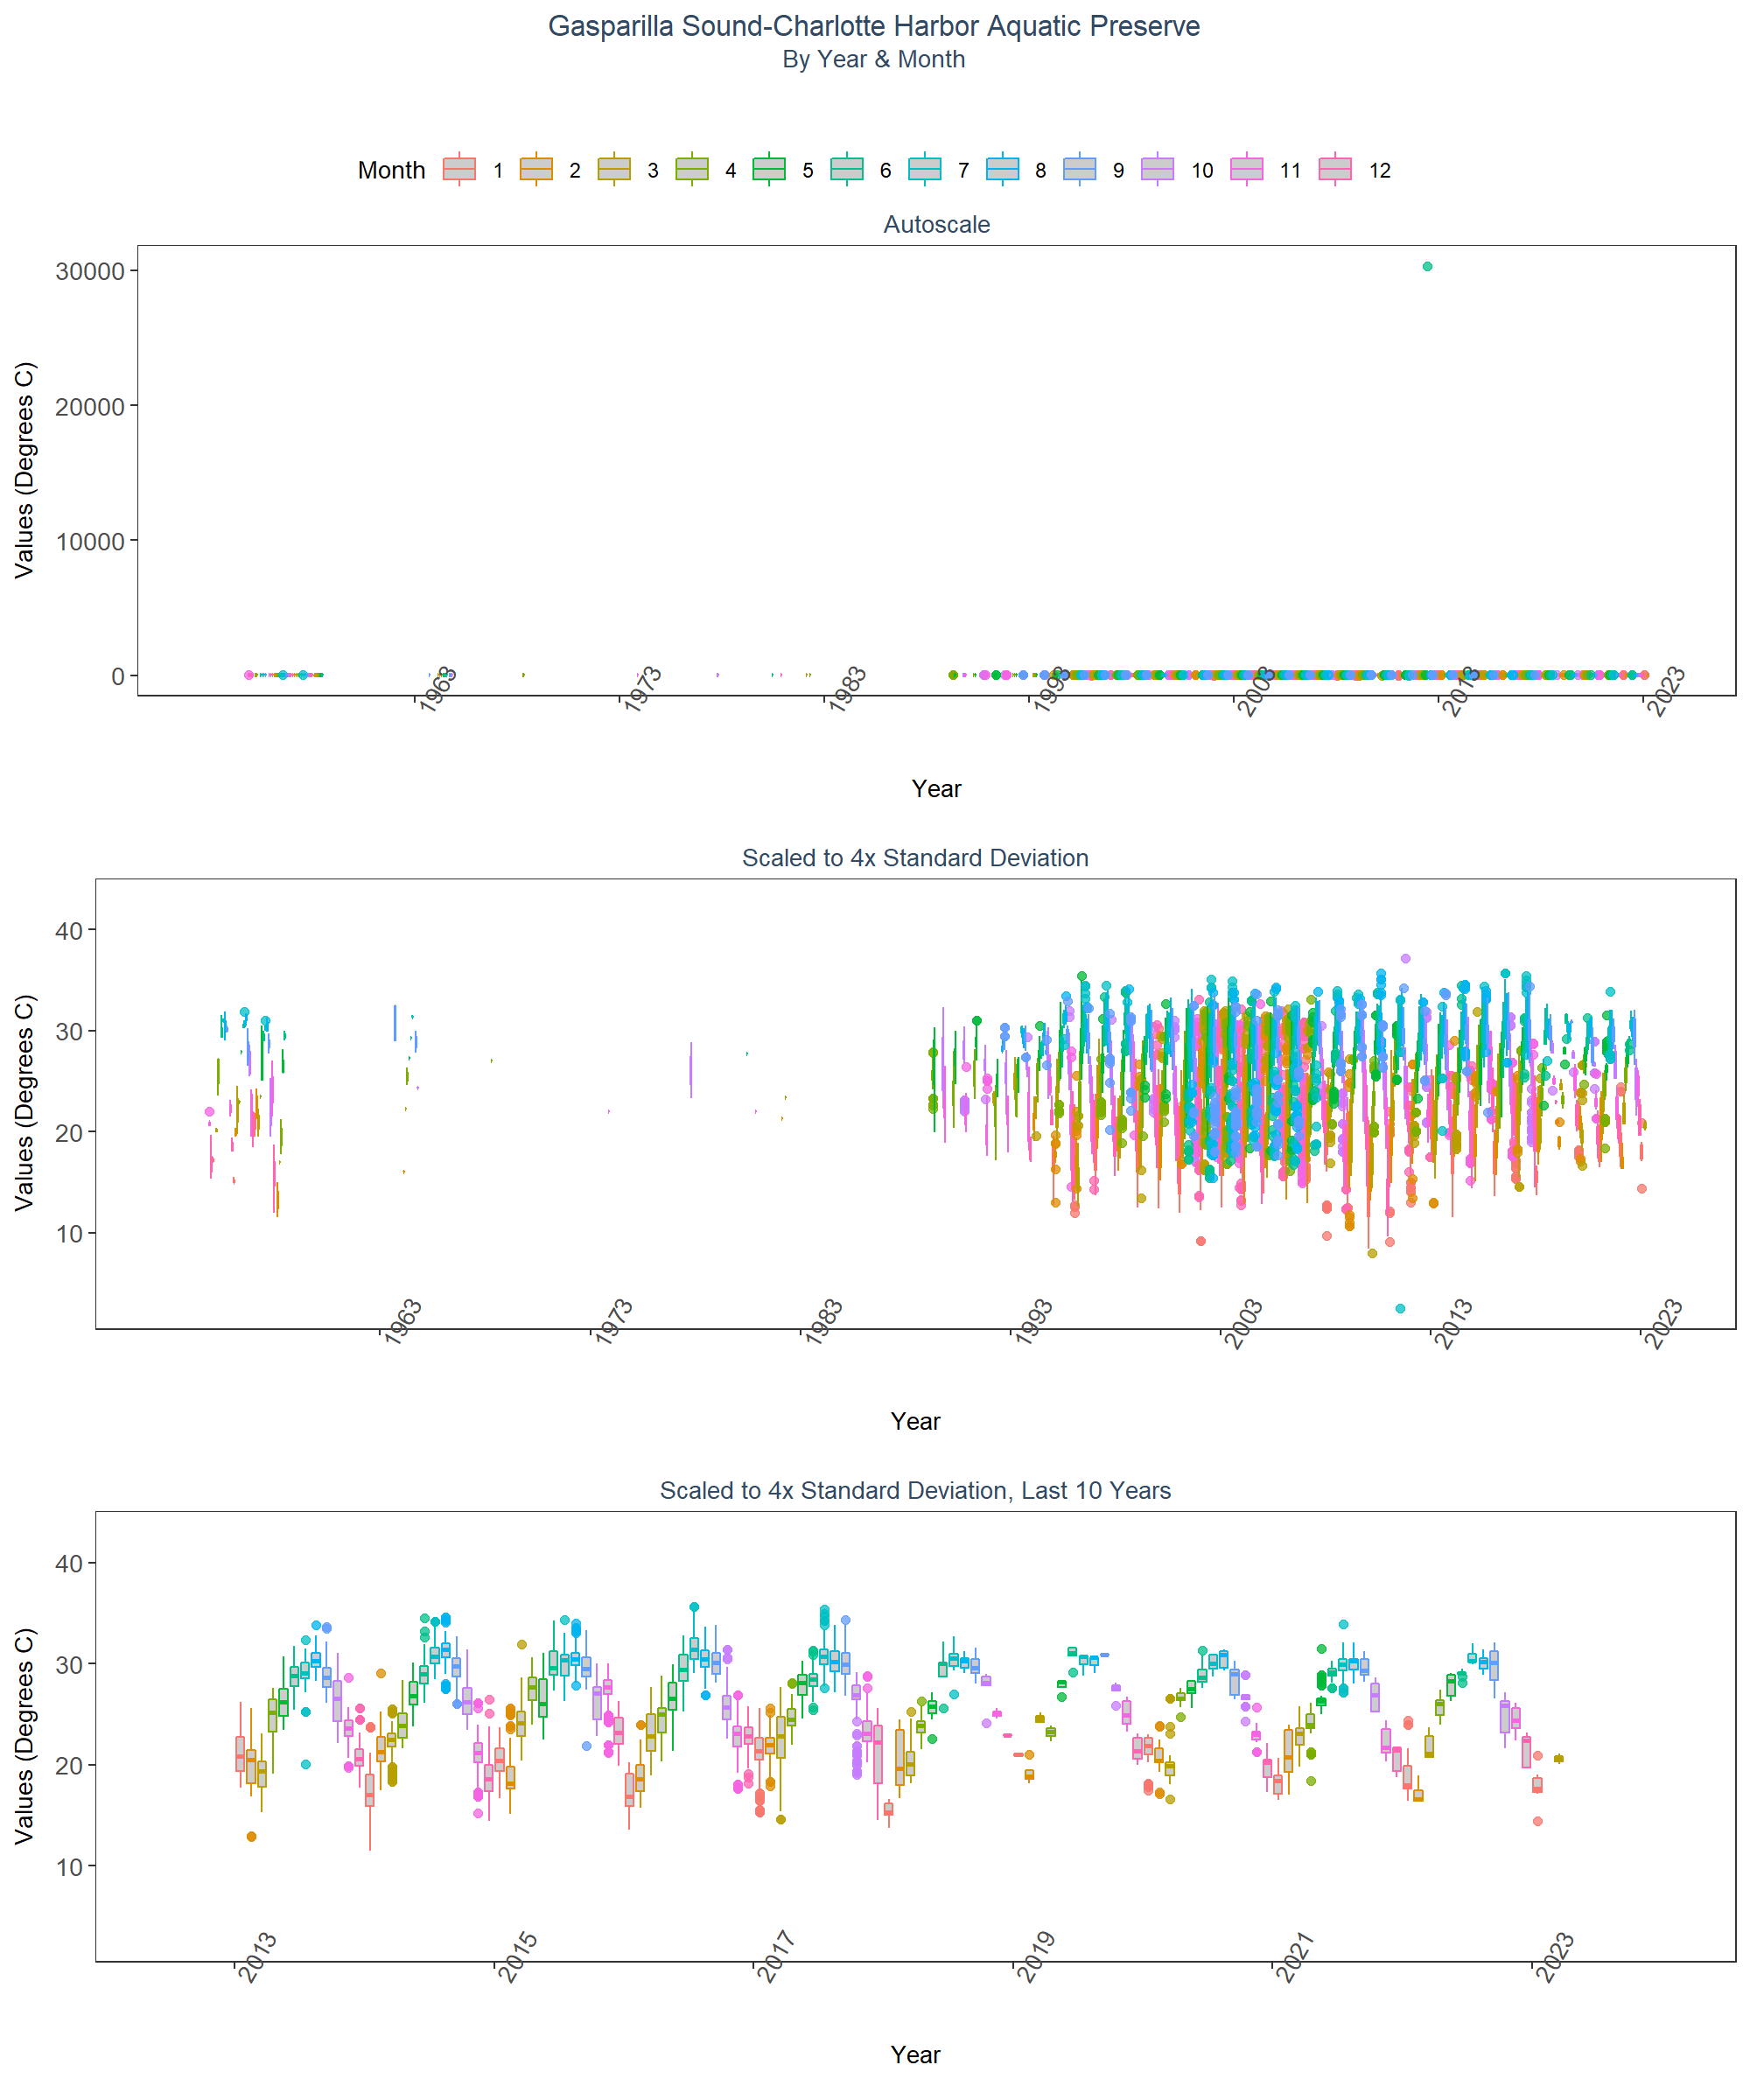 Gasparilla Sound-Charlotte Harbor Aquatic Preserve
By Year & Month
Month 1 2 3 4 5 6 7 8 9 10 11 12
Autoscale
Values (Degrees C)
30000
20000
10000
0
1963 1973 1983 1993 2003 2013 2023
Year
Scaled to 4x Standard Deviation
Values (Degrees C)
40
30
20
10
1963 1973 1983 1993 2003 2013 2023
Year
Scaled to 4x Standard Deviation, Last 10 Years
Values (Degrees C)
40
30
20
10
2013 2015 2017 2019 2021 2023
Year